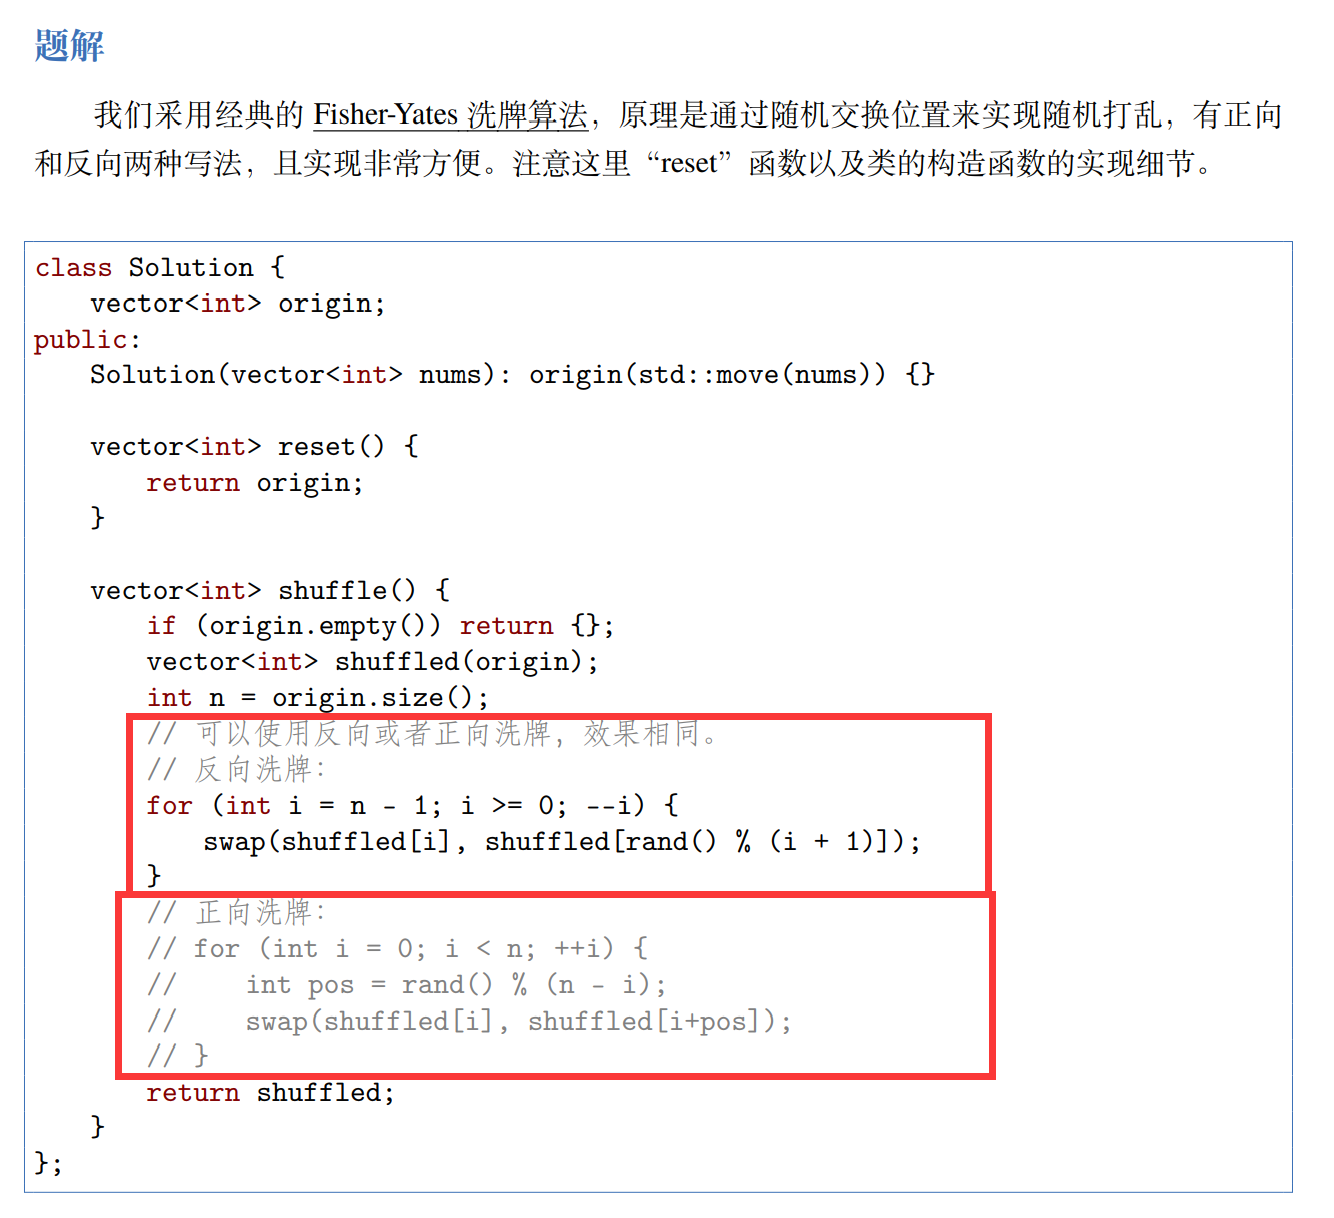 题解
我们采用经典的 Fisher-Yates 洗牌算法，原理是通过随机交换位置来实现随机打乱，有正向
和反向两种写法，且实现非常方便。注意这里“reset”函数以及类的构造函数的实现细节。
class Solution {
    vector<int> origin;
public:
    Solution(vector<int> nums): origin(std::move(nums)) {}
    vector<int> reset() {
        return origin;
    }
    vector<int> shuffle() {
        if (origin.empty()) return {};
        vector<int> shuffled(origin);
        int n = origin.size();
        // 可以使用反向或者正向洗牌，效果相同。
        // 反向洗牌：
        for (int i = n - 1; i >= 0; --i) {
            swap(shuffled[i], shuffled[rand() % (i + 1)]);
        }
        // 正向洗牌：
        // for (int i = 0; i < n; ++i) {
        //     int pos = rand() % (n - i);
        //     swap(shuffled[i], shuffled[i+pos]);
        // }
        return shuffled;
    }
};